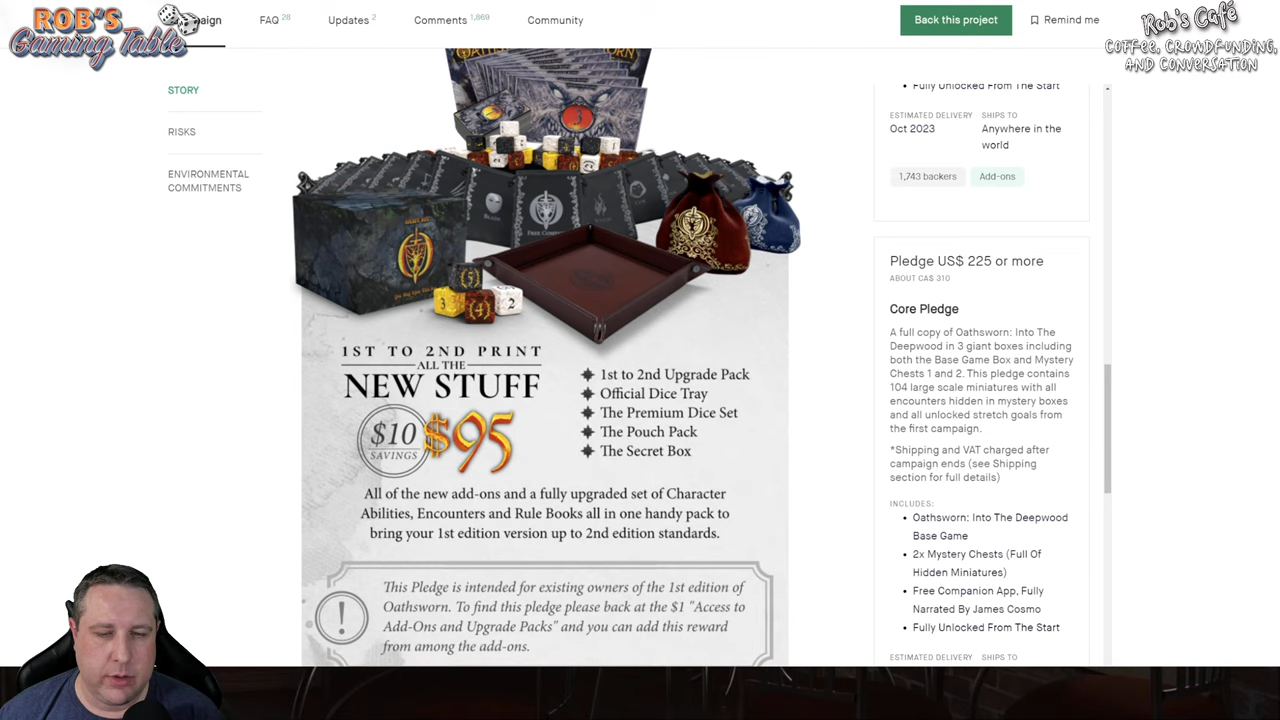 ROB'S
Gaming Table
paign
FAQ 28
Updates 2
Comments 1,869
Community
Back this project
Remind me
Rob's Café
Coffee, Crowdfunding,
and Conversation
STORY
RISKS
ENVIRONMENTAL
COMMITMENTS
1ST TO 2ND PRINT
ALL THE
NEW STUFF
$10
SAVINGS
$95
1st to 2nd Upgrade Pack
Official Dice Tray
The Premium Dice Set
The Pouch Pack
The Secret Box
All of the new add-ons and a fully upgraded set of Character
Abilities, Encounters and Rule Books all in one handy pack to
bring your 1st edition version up to 2nd edition standards.
This Pledge is intended for existing owners of the 1st edition of
Oathsworn. To find this pledge please back at the $1 "Access to
Add-Ons and Upgrade Packs" and you can add this reward
from among the add-ons.
Fully Unlocked From The Start
ESTIMATED DELIVERY
Oct 2023
SHIPS TO
Anywhere in the
world
1,743 backers
Add-ons
Pledge US$ 225 or more
ABOUT CA$ 310
Core Pledge
A full copy of Oathsworn: Into The
Deepwood in 3 giant boxes including
both the Base Game Box and Mystery
Chests 1 and 2. This pledge contains
104 large scale miniatures with all
encounters hidden in mystery boxes
and all unlocked stretch goals from
the first campaign.
*Shipping and VAT charged after
campaign ends (see Shipping
section for full details)
INCLUDES:
Oathsworn: Into The Deepwood
Base Game
2x Mystery Chests (Full Of
Hidden Miniatures)
Free Companion App, Fully
Narrated By James Cosmo
Fully Unlocked From The Start
ESTIMATED DELIVERY
SHIPS TO